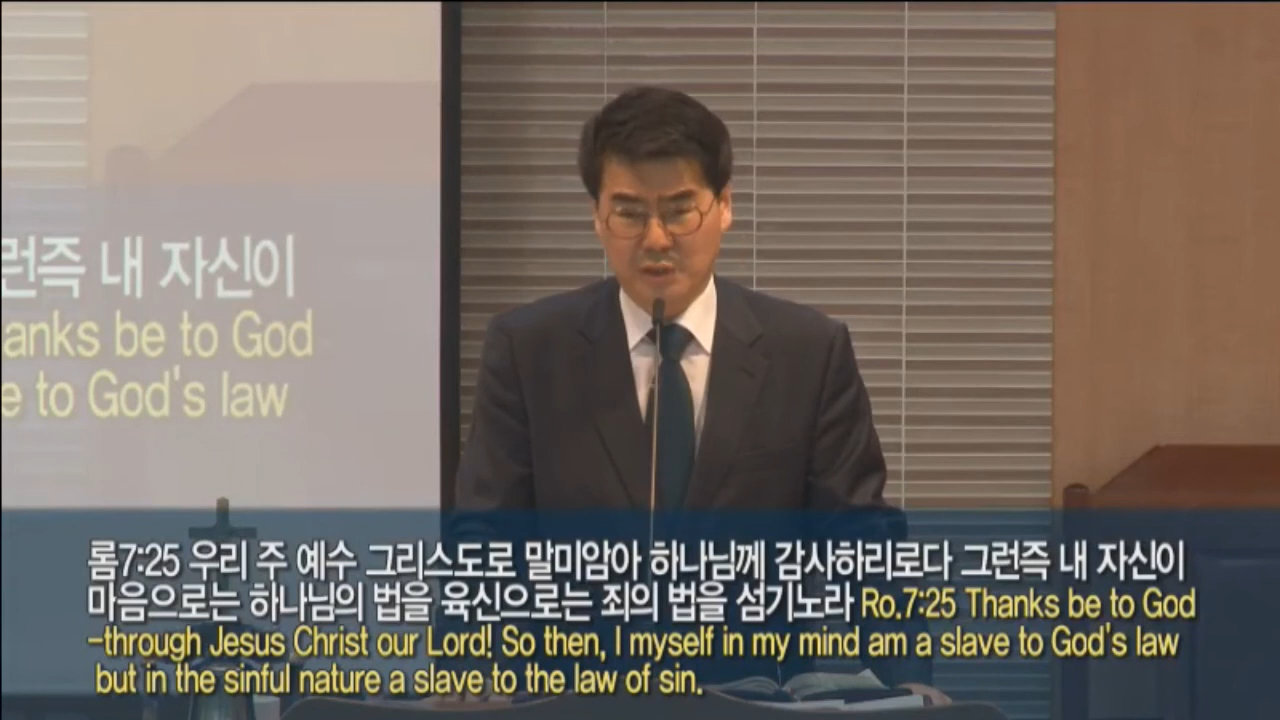 런즉 내 자신이
anks be to God
e to God's law
롬7:25 우리 주 예수 그리스도로 말미암아 하나님께 감사하리로다 그런즉 내 자신이
마음으로는 하나님의 법을 육신으로는 죄의 법을 섬기노라 Ro.7:25 Thanks be to God
-through Jesus Christ our Lord! So then, I myself in my mind am a slave to God's law
but in the sinful nature a slave to the law of sin.